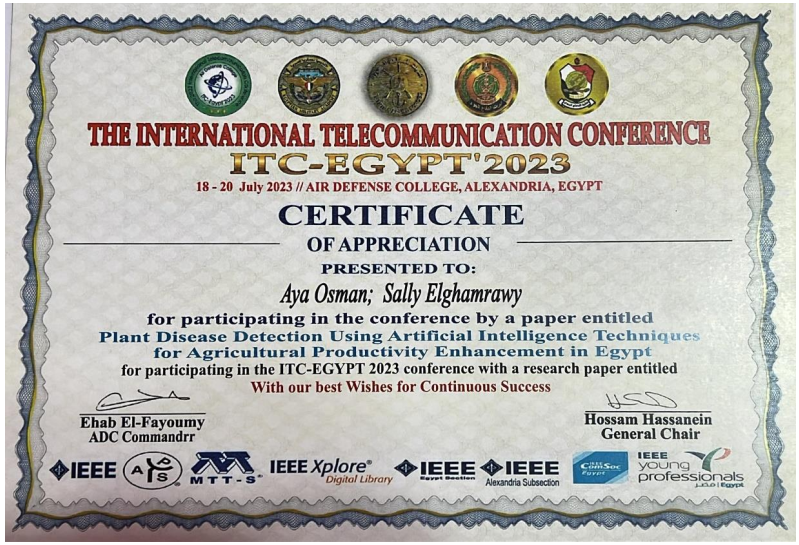 THE INTERNATIONAL TELECOMMUNICATION CONFERENCE
ITC-EGYPT'2023
18 - 20 July 2023 // AIR DEFENSE COLLEGE, ALEXANDRIA, EGYPT
CERTIFICATE
OF APPRECIATION
PRESENTED TO:
Aya Osman; Sally Elghamrawy
for participating in the conference by a paper entitled
Plant Disease Detection Using Artificial Intelligence Techniques
for Agricultural Productivity Enhancement in Egypt
for participating in the ITC-EGYPT 2023 conference with a research paper entitled
With our best Wishes for Continuous Success
Ehab El-Fayoumy
ADC Commandrr
Hossam Hassanein
General Chair
IEEE
A P S
MTT-S®
IEEE Xplore®
Digital Library
IEEE
Egypt Section
IEEE
Alexandria Subsection
IEEE
ComSoc
Egypt
IEEE
young
professionals
مصر | Egypt